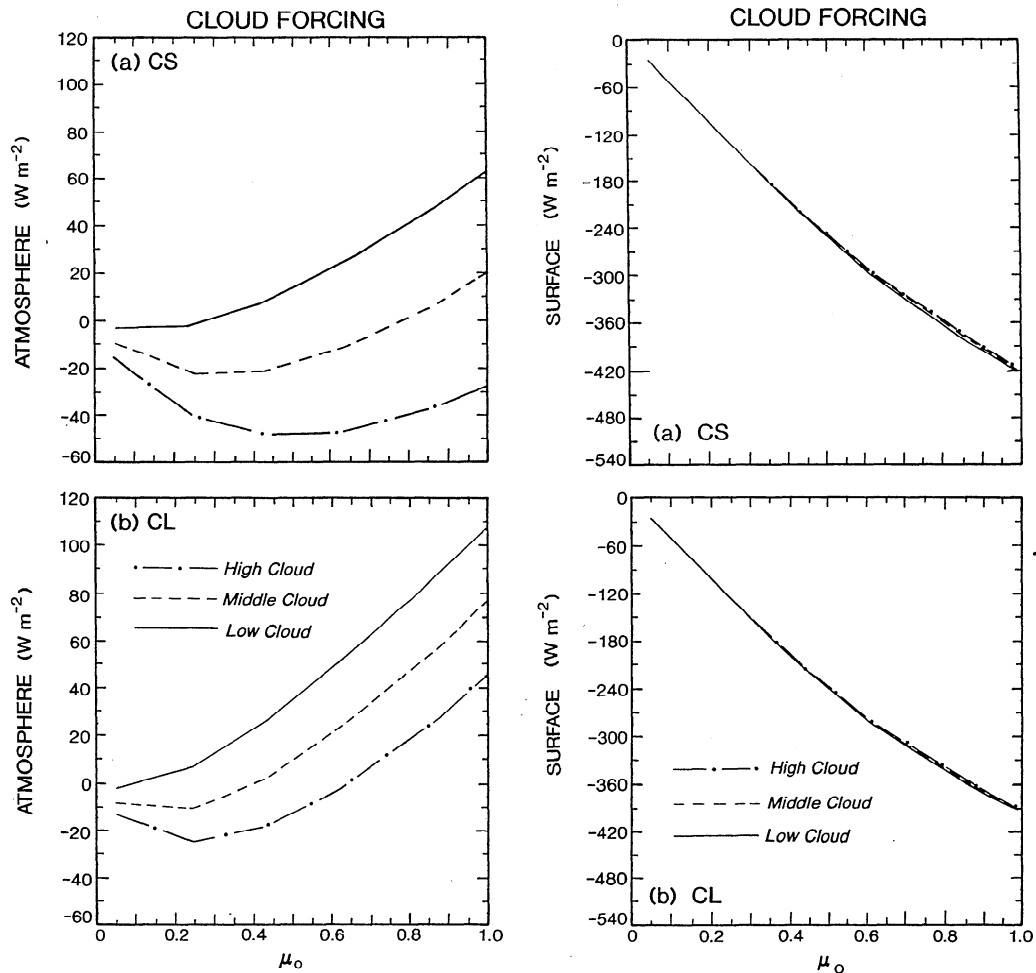 CLOUD FORCING
(a) CS
ATMOSPHERE (W m⁻²)
120
100
80
60
40
20
0
-20
-40
-60
CLOUD FORCING
(a) CS
SURFACE (W m⁻²)
0
-60
-120
-180
-240
-300
-360
-420
-480
-540
(b) CL
High Cloud
Middle Cloud
Low Cloud
ATMOSPHERE (W m⁻²)
120
100
80
60
40
20
0
-20
-40
-60
0 0.2 0.4 0.6 0.8 1.0
μₒ
SURFACE (W m⁻²)
0
-60
-120
-180
-240
-300
-360
-420
-480
-540
High Cloud
Middle Cloud
Low Cloud
(b) CL
0 0.2 0.4 0.6 0.8 1.0
μₒ